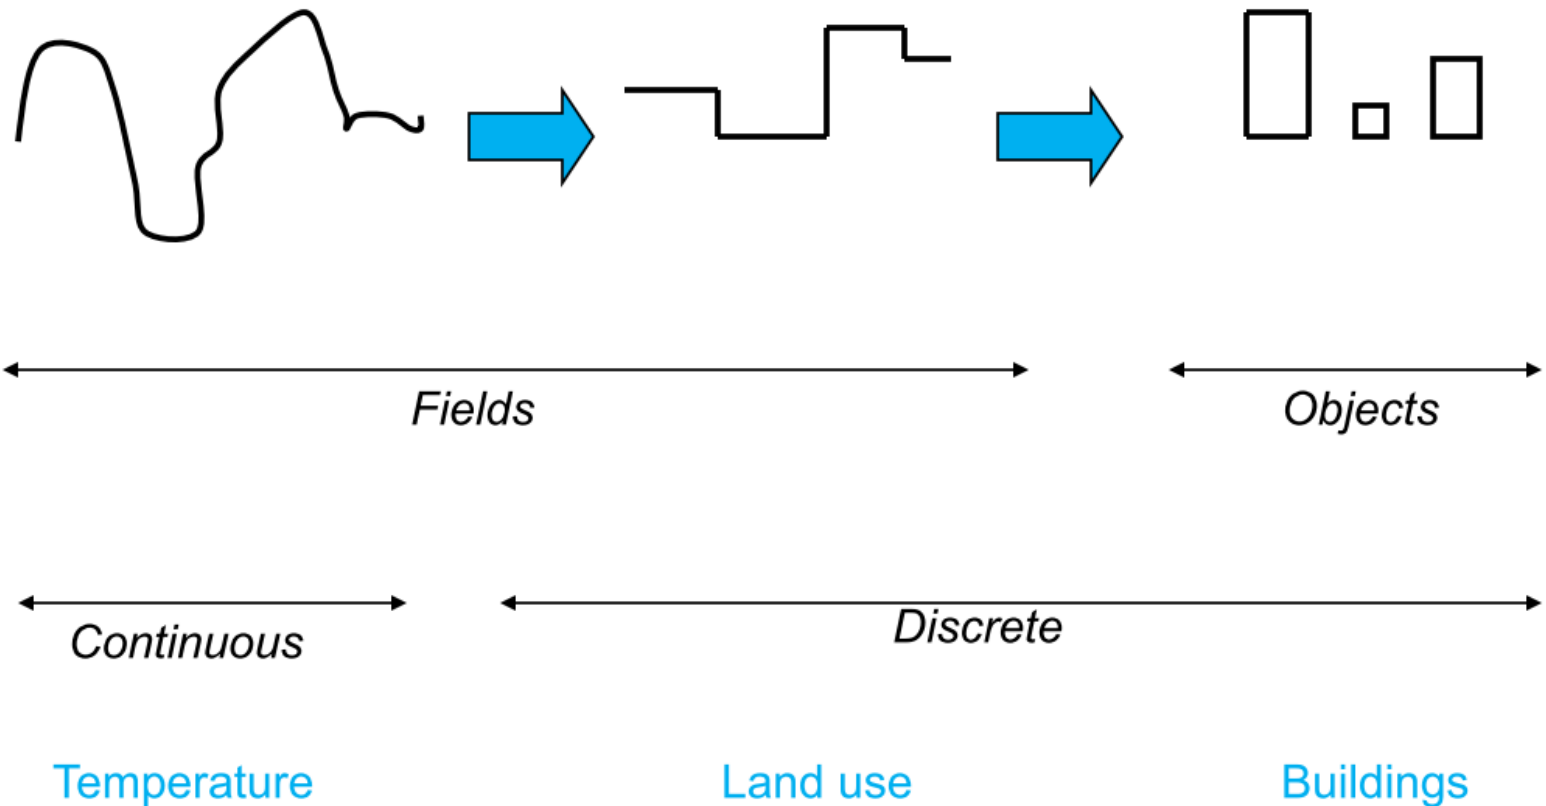 Fields
Objects
Continuous
Discrete
Temperature
Land use
Buildings